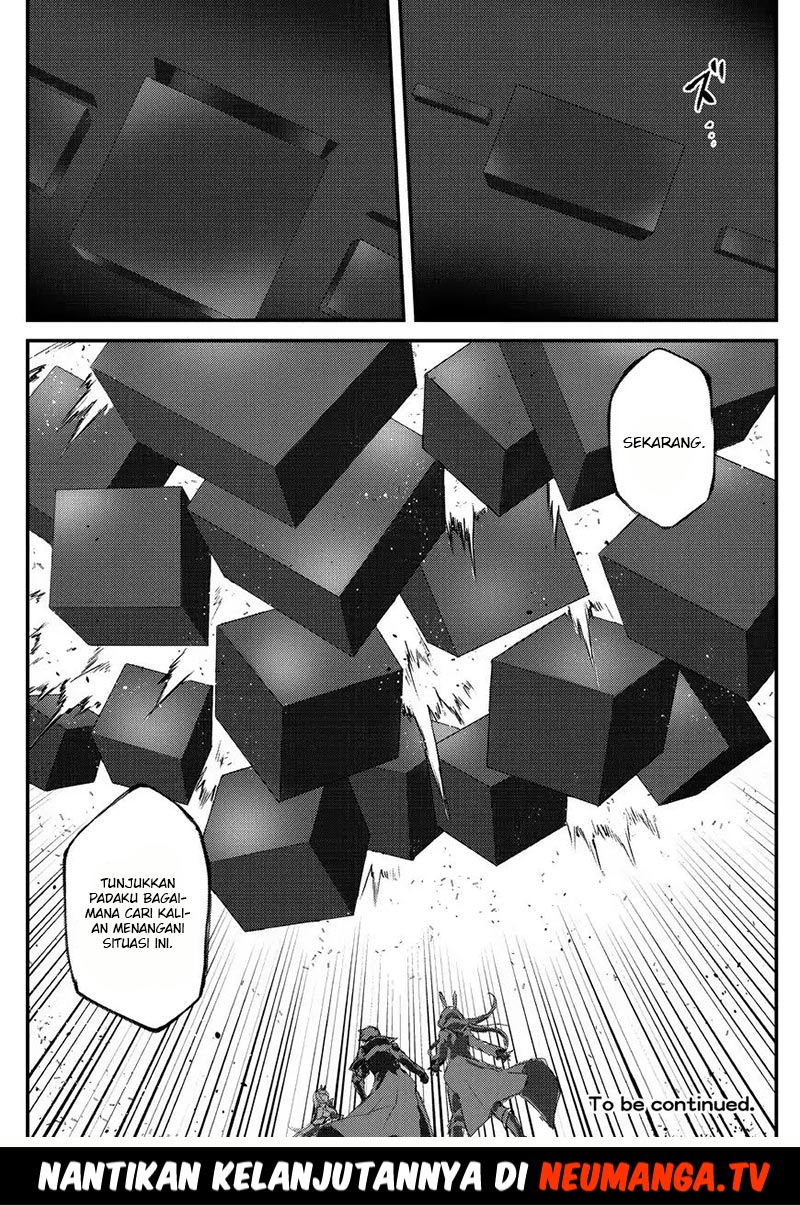 ズ…
SEKARANG.
TUNJUKKAN
PADAKU BAGAI-
MANA CARI KALI-
AN MENANGANI
SITUASI INI.
To be continued.
NANTIKAN KELANJUTANNYA DI NEUMANGA.TV